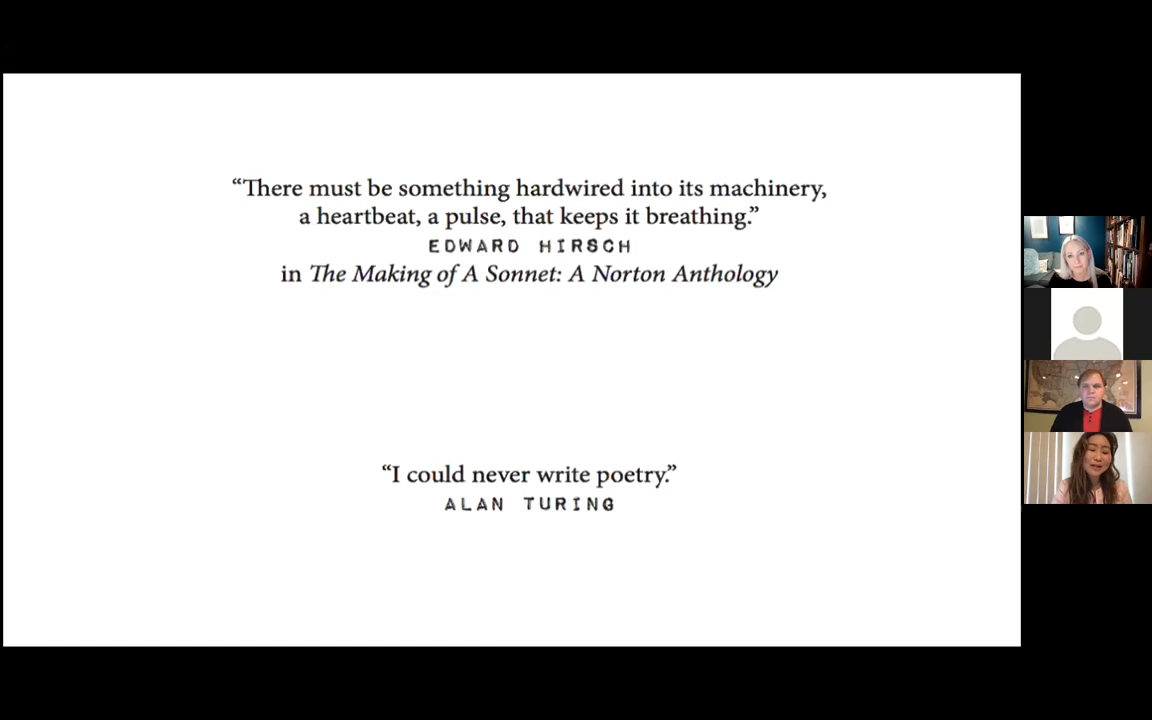 “There must be something hardwired into its machinery,
a heartbeat, a pulse, that keeps it breathing.”
EDWARD HIRSCH
in The Making of A Sonnet: A Norton Anthology
“I could never write poetry.”
ALAN TURING